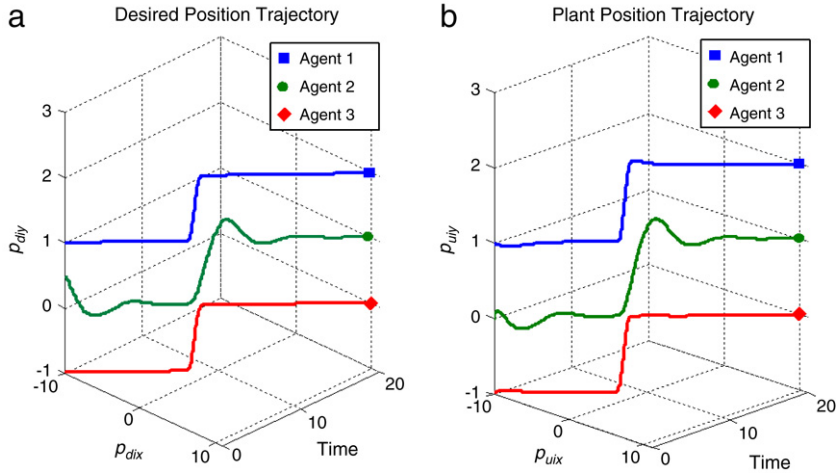 a
Desired Position Trajectory
Agent 1
Agent 2
Agent 3
3
2
1
0
-1
p_diy
-10
0
10
p_dix
0
10
20
Time
b
Plant Position Trajectory
Agent 1
Agent 2
Agent 3
3
2
1
0
-1
p_uiy
-10
0
10
p_uix
0
10
20
Time